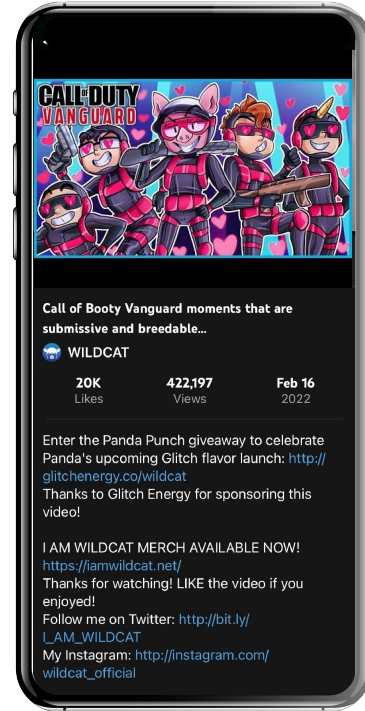 CALL OF DUTY
VANGUARD
Call of Booty Vanguard moments that are
submissive and breedable...
WILDCAT
20K 422,197 Feb 16
Likes Views 2022
Enter the Panda Punch giveaway to celebrate
Panda's upcoming Glitch flavor launch: http://
glitchenergy.co/wildcat
Thanks to Glitch Energy for sponsoring this
video!
I AM WILDCAT MERCH AVAILABLE NOW!
https://iamwildcat.net/
Thanks for watching! LIKE the video if you
enjoyed!
Follow me on Twitter: http://bit.ly/
I_AM_WILDCAT
My Instagram: http://instagram.com/
wildcat_official